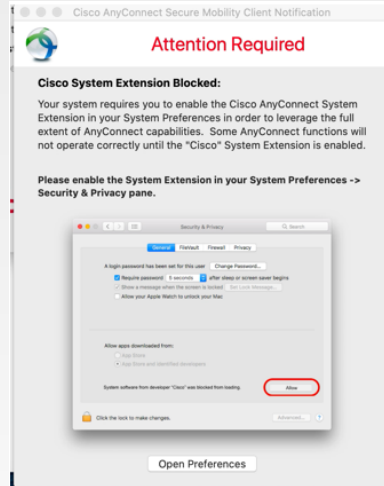 Cisco AnyConnect Secure Mobility Client Notification
Attention Required
Cisco System Extension Blocked:
Your system requires you to enable the Cisco AnyConnect System
Extension in your System Preferences in order to leverage the full
extent of AnyConnect capabilities. Some AnyConnect functions will
not operate correctly until the "Cisco" System Extension is enabled.
Please enable the System Extension in your System Preferences ->
Security & Privacy pane.
Security & Privacy
Search
General FileVault Firewall Privacy
A login password has been set for this user Change Password...
Require password 5 seconds after sleep or screen saver begins
Show a message when the screen is locked Set Lock Message...
Allow your Apple Watch to unlock your Mac
Allow apps downloaded from:
App Store
App Store and identified developers
System software from developer "Cisco" was blocked from loading. Allow
Click the lock to make changes.
Advanced... ?
Open Preferences